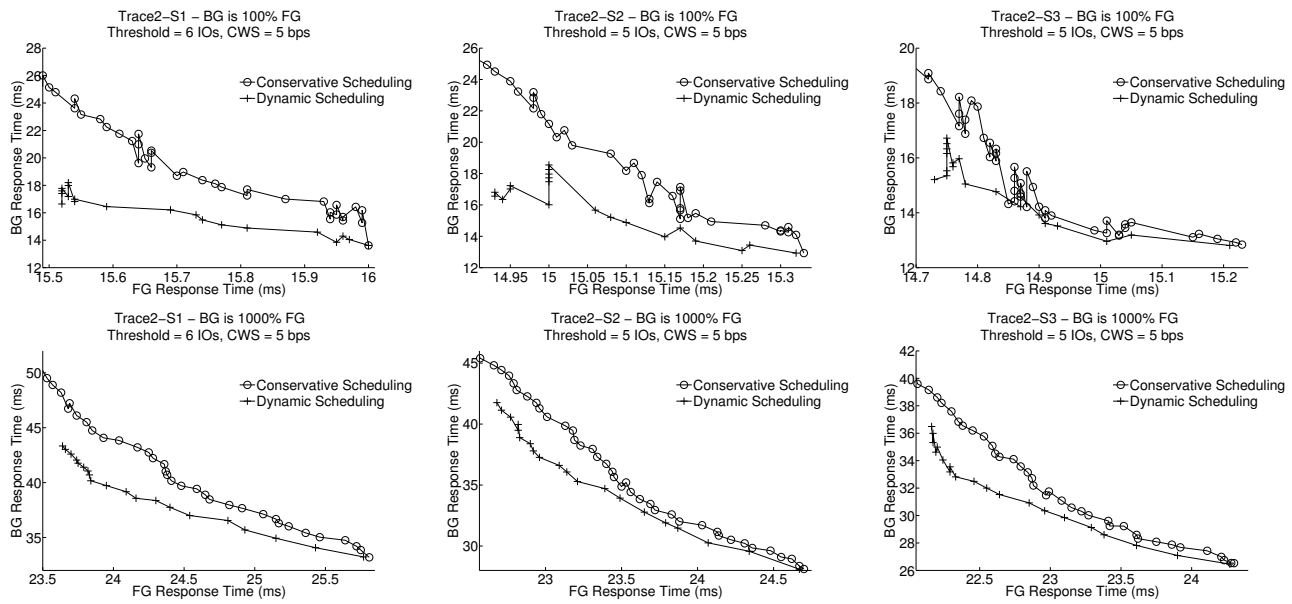 Trace2−S1 − BG is 100% FG
Threshold = 6 IOs, CWS = 5 bps
28
26
24
22
20
18
16
14
12
BG Response Time (ms)
Conservative Scheduling
Dynamic Scheduling
15.5 15.6 15.7 15.8 15.9 16
FG Response Time (ms)
Trace2−S2 − BG is 100% FG
Threshold = 5 IOs, CWS = 5 bps
26
24
22
20
18
16
14
12
BG Response Time (ms)
Conservative Scheduling
Dynamic Scheduling
14.95 15 15.05 15.1 15.15 15.2 15.25 15.3
FG Response Time (ms)
Trace2−S3 − BG is 100% FG
Threshold = 5 IOs, CWS = 5 bps
20
18
16
14
12
BG Response Time (ms)
Conservative Scheduling
Dynamic Scheduling
14.7 14.8 14.9 15 15.1 15.2
FG Response Time (ms)
Trace2−S1 − BG is 1000% FG
Threshold = 6 IOs, CWS = 5 bps
50
45
40
35
BG Response Time (ms)
Conservative Scheduling
Dynamic Scheduling
23.5 24 24.5 25 25.5
FG Response Time (ms)
Trace2−S2 − BG is 1000% FG
Threshold = 5 IOs, CWS = 5 bps
45
40
35
30
BG Response Time (ms)
Conservative Scheduling
Dynamic Scheduling
23 23.5 24 24.5
FG Response Time (ms)
Trace2−S3 − BG is 1000% FG
Threshold = 5 IOs, CWS = 5 bps
42
40
38
36
34
32
30
28
26
BG Response Time (ms)
Conservative Scheduling
Dynamic Scheduling
22.5 23 23.5 24
FG Response Time (ms)